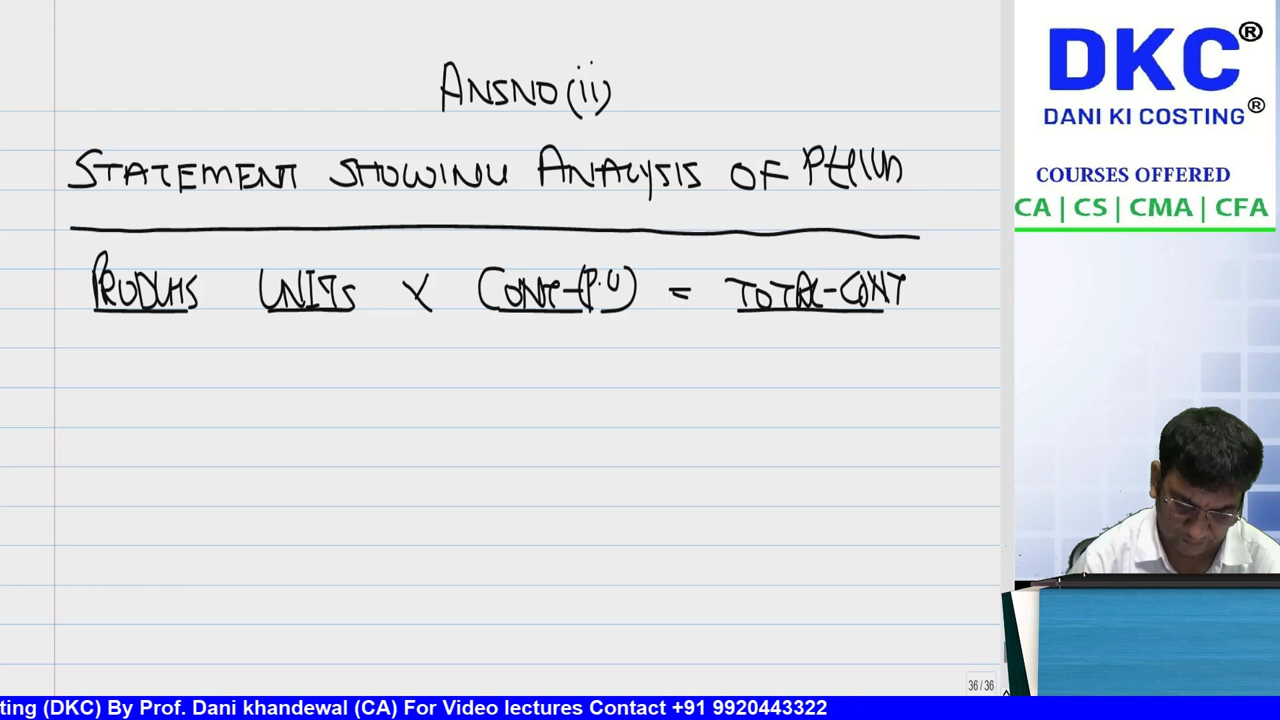 ANSNO(ii)
STATEMENT SHOWING ANALYSIS OF
PRODUCTS UNITS × CONT-(P.U) = TOTAL-CONT
DKC®
DANI KI COSTING®
COURSES OFFERED
CA | CS | CMA | CFA
36 / 36
ting (DKC) By Prof. Dani khandewal (CA) For Video lectures Contact +91 9920443322